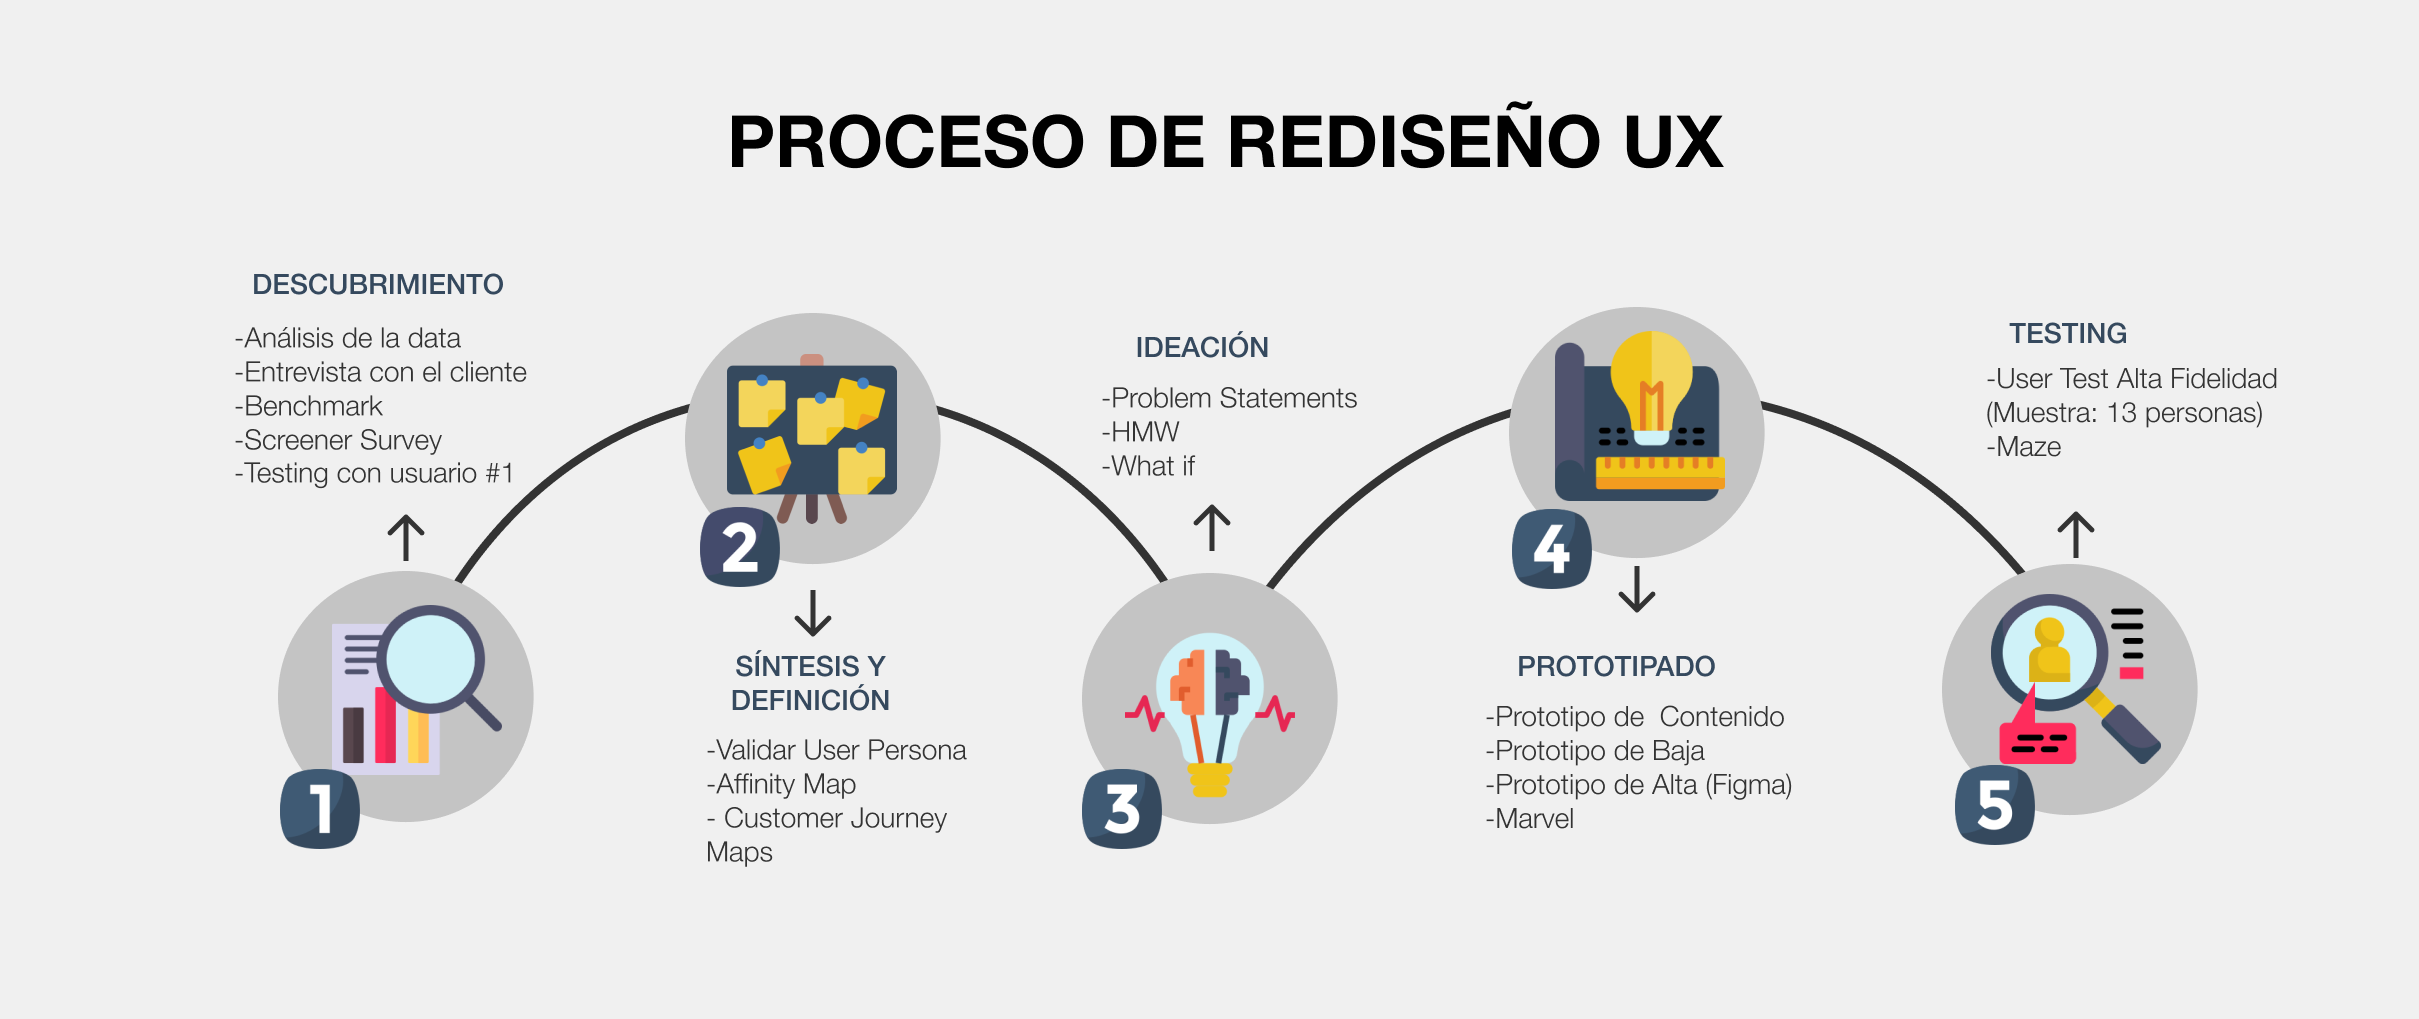 PROCESO DE REDISEÑO UX
DESCUBRIMIENTO
-Análisis de la data
-Entrevista con el cliente
-Benchmark
-Screener Survey
-Testing con usuario #1
1
2
SÍNTESIS Y
DEFINICIÓN
-Validar User Persona
-Affinity Map
- Customer Journey
Maps
IDEACIÓN
-Problem Statements
-HMW
-What if
3
4
PROTOTIPADO
-Prototipo de  Contenido
-Prototipo de Baja
-Prototipo de Alta (Figma)
-Marvel
TESTING
-User Test Alta Fidelidad
(Muestra: 13 personas)
-Maze
5